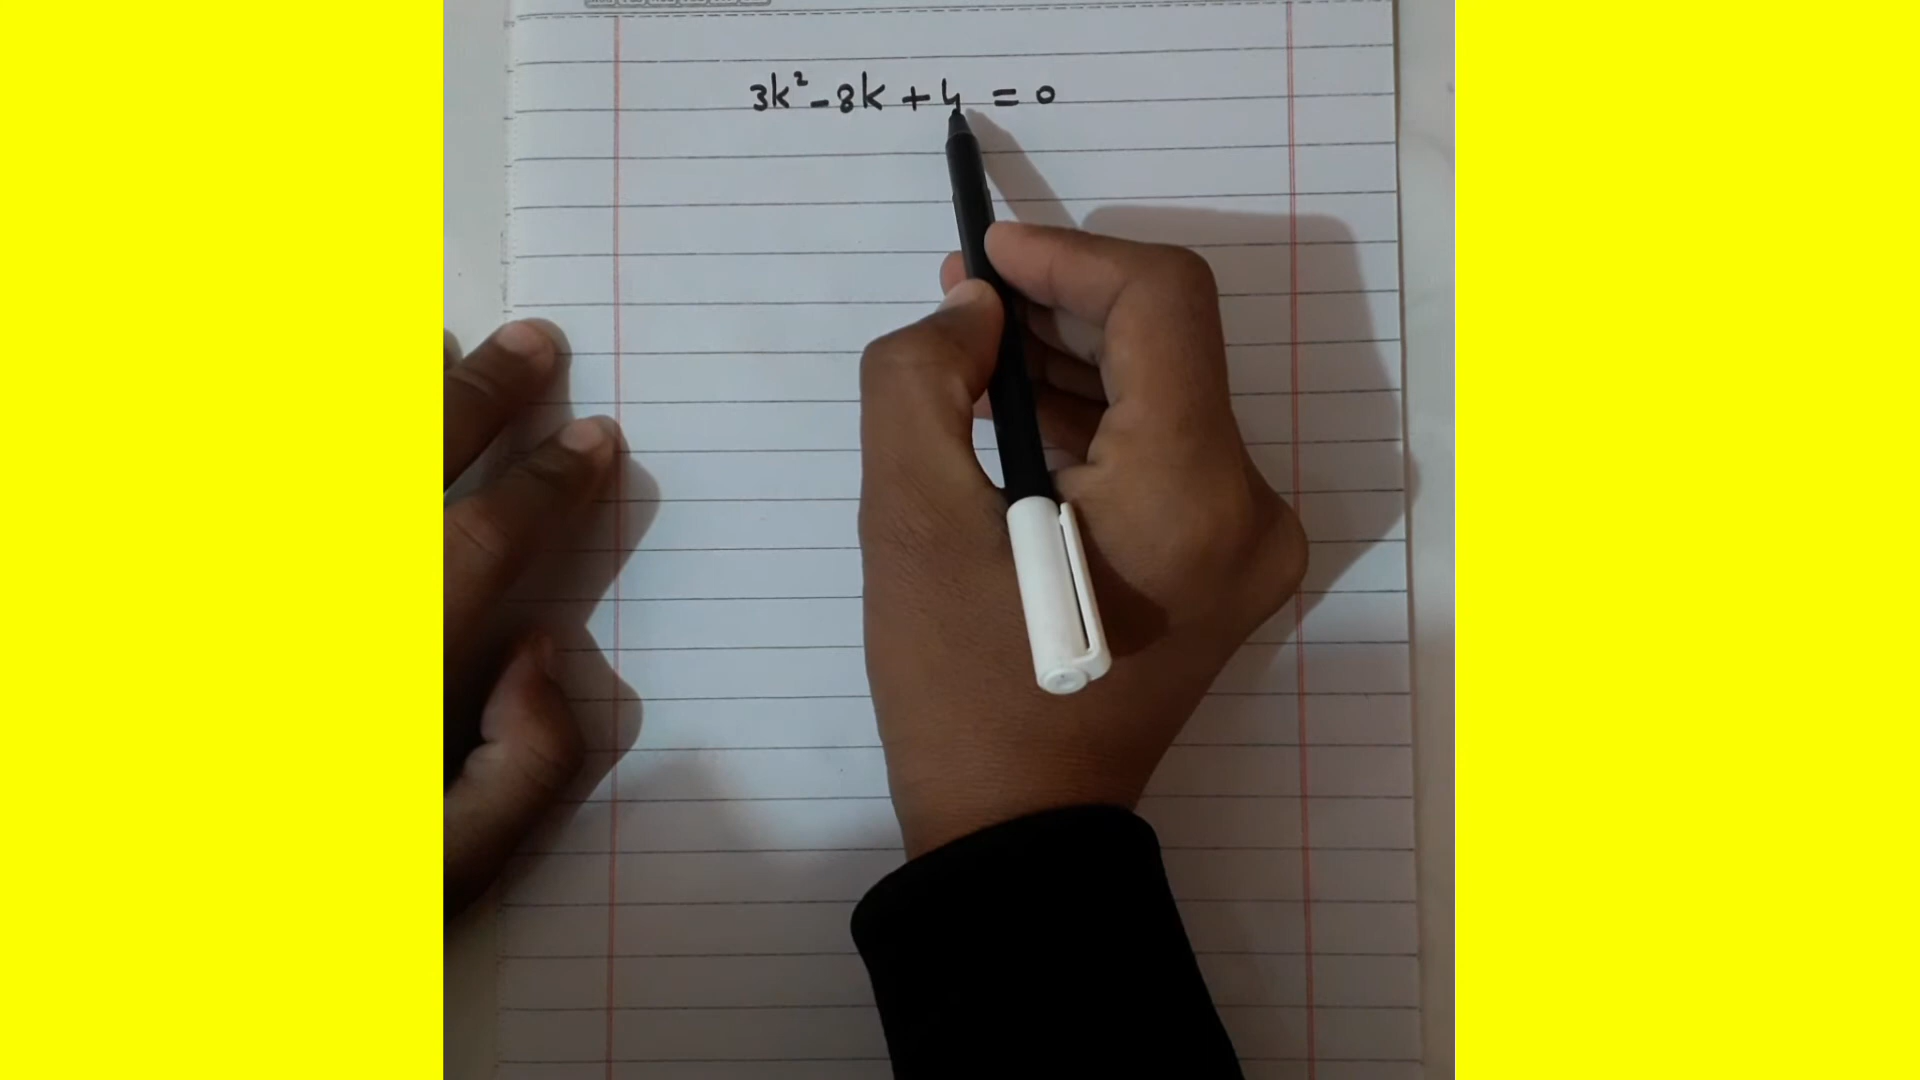 3k² - 8k + 4 = 0